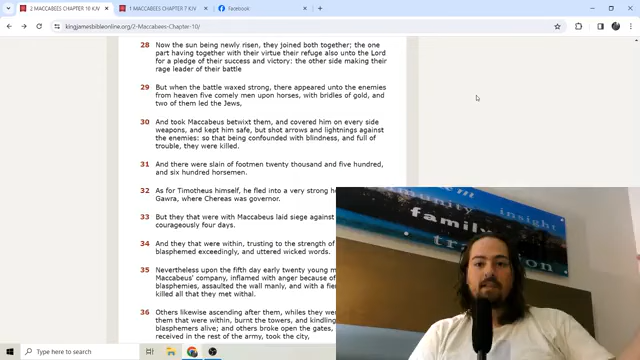 2 MACCABEES CHAPTER 10 KJV
1 MACCABEES CHAPTER 7 KJV
Facebook
kingjamesbibleonline.org/2-Maccabees-Chapter-10/
28 Now the sun being newly risen, they joined both together; the one
part having together with their virtue their refuge also unto the Lord
for a pledge of their success and victory: the other side making their
rage leader of their battle
29 But when the battle waxed strong, there appeared unto the enemies
from heaven five comely men upon horses, with bridles of gold, and
two of them led the Jews,
30 And took Maccabeus betwixt them, and covered him on every side
weapons, and kept him safe, but shot arrows and lightnings against
the enemies: so that being confounded with blindness, and full of
trouble, they were killed.
31 And there were slain of footmen twenty thousand and five hundred,
and six hundred horsemen.
32 As for Timotheus himself, he fled into a very strong
Gawra, where Chereas was governor.
33 But they that were with Maccabeus laid siege against
courageously four days.
34 And they that were within, trusting to the strength of
blasphemed exceedingly, and uttered wicked words.
35 Nevertheless upon the fifth day early twenty young
Maccabeus' company, inflamed with anger because of
blasphemies, assaulted the wall manly, and with a
killed all that they met withal.
36 Others likewise ascending after them, whiles they
them that were within, burnt the towers, and kindling
blasphemers alive; and others broke open the gates,
received in the rest of the army, took the city,
community
insight
family
tradition
Type here to search